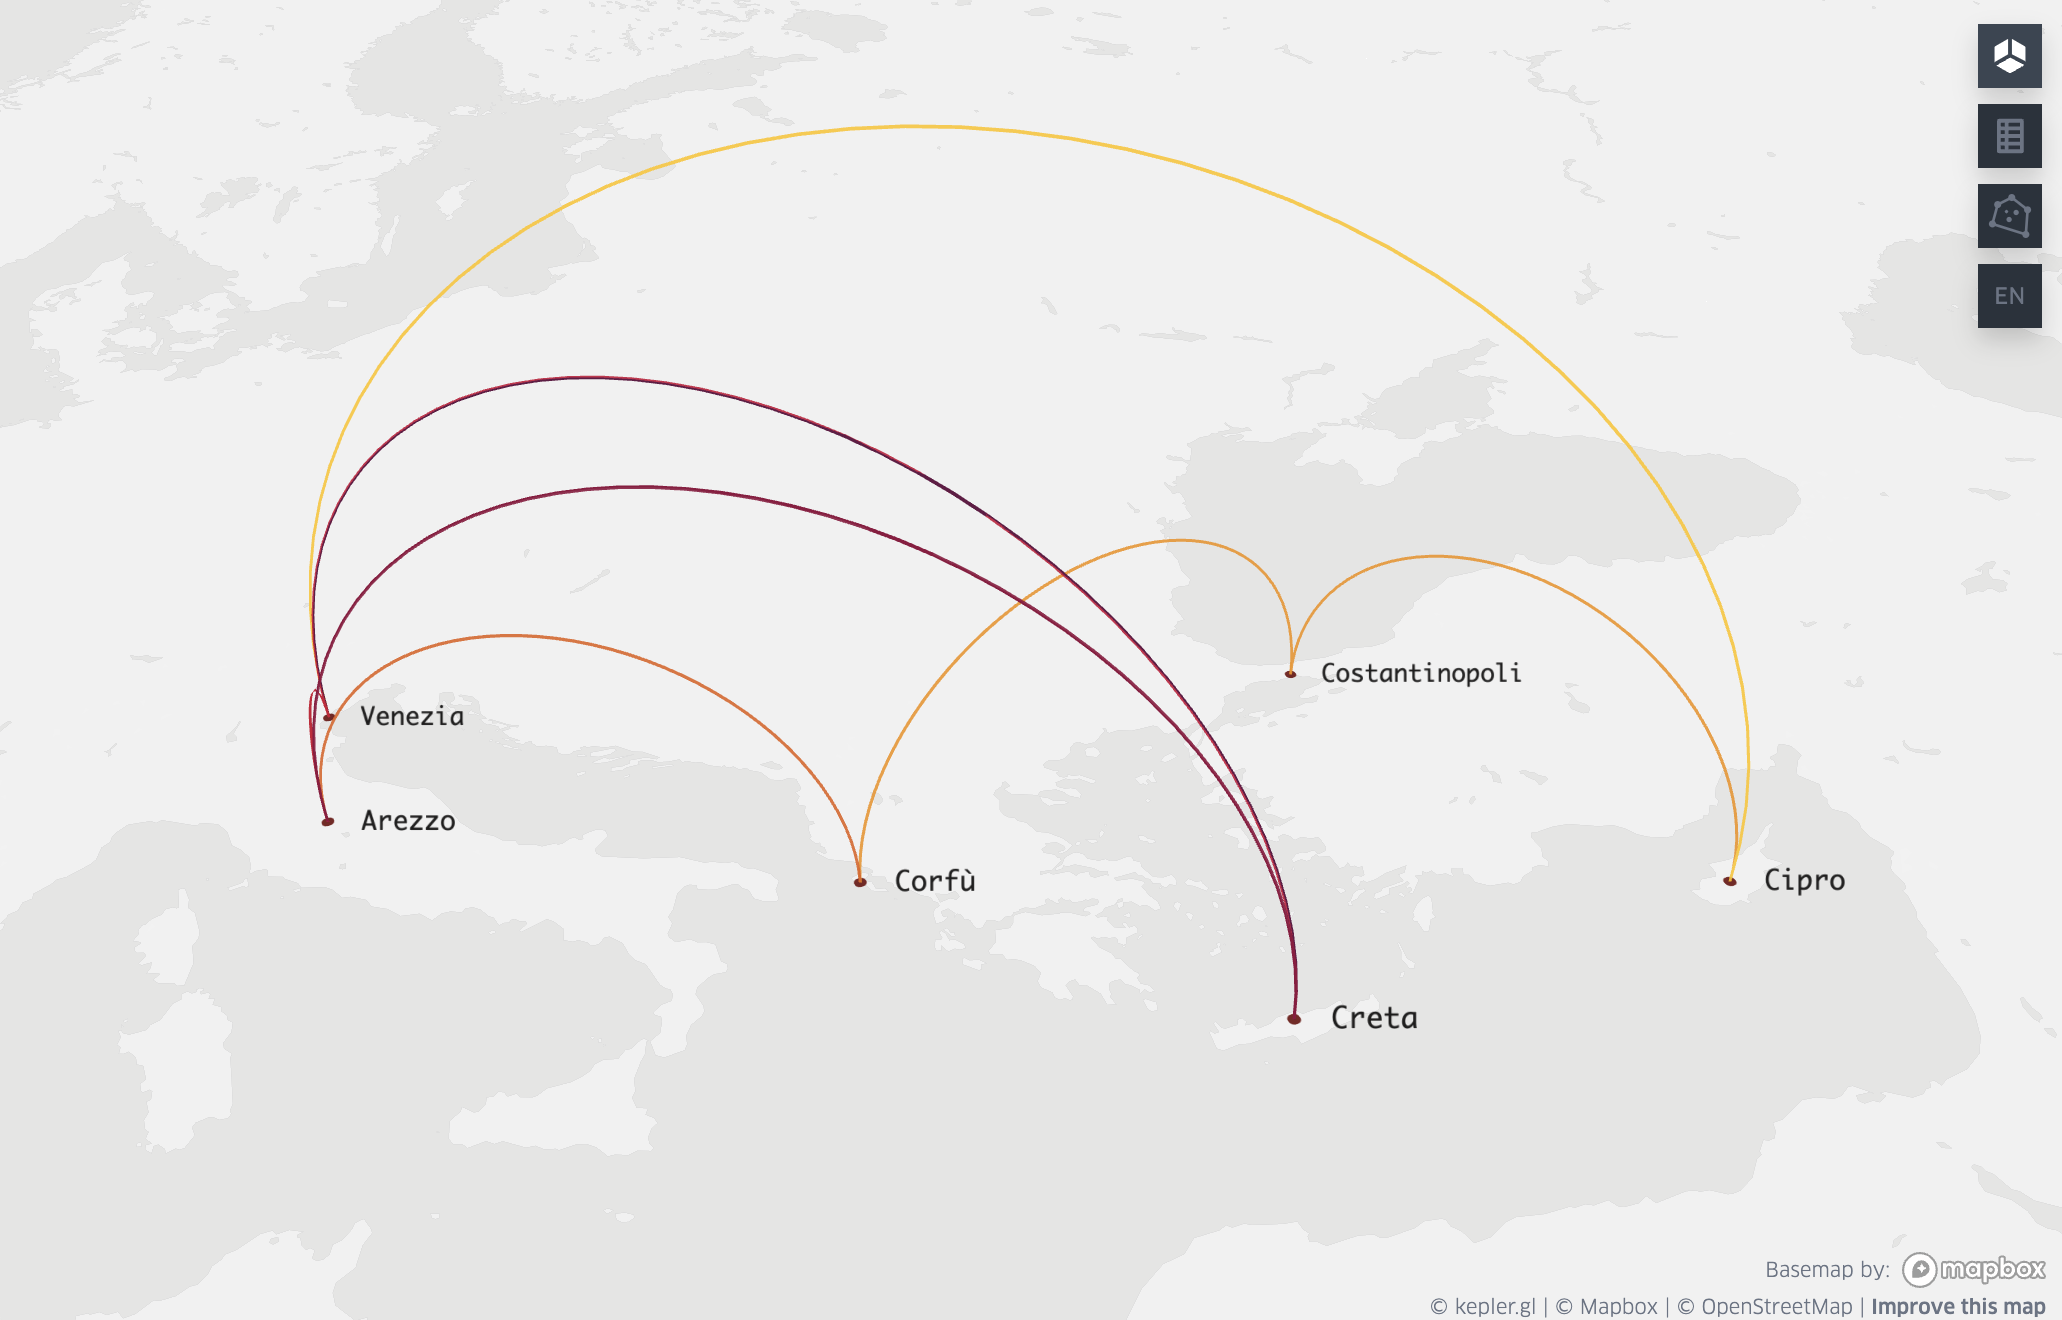 EN
Costantinopoli
Venezia
Arezzo
Corfù
Cipro
Creta
Basemap by: mapbox
© kepler.gl | © Mapbox | © OpenStreetMap | Improve this map